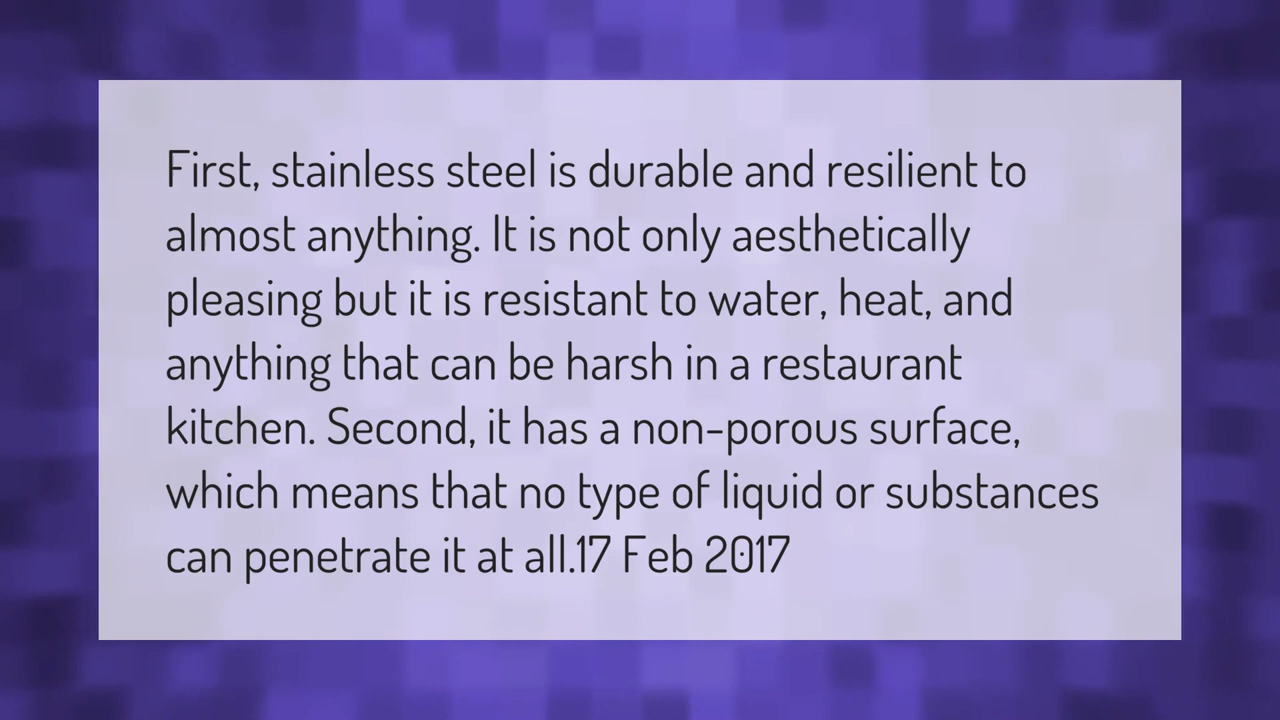 First, stainless steel is durable and resilient to
almost anything. It is not only aesthetically
pleasing but it is resistant to water, heat, and
anything that can be harsh in a restaurant
kitchen. Second, it has a non-porous surface,
which means that no type of liquid or substances
can penetrate it at all.17 Feb 2017